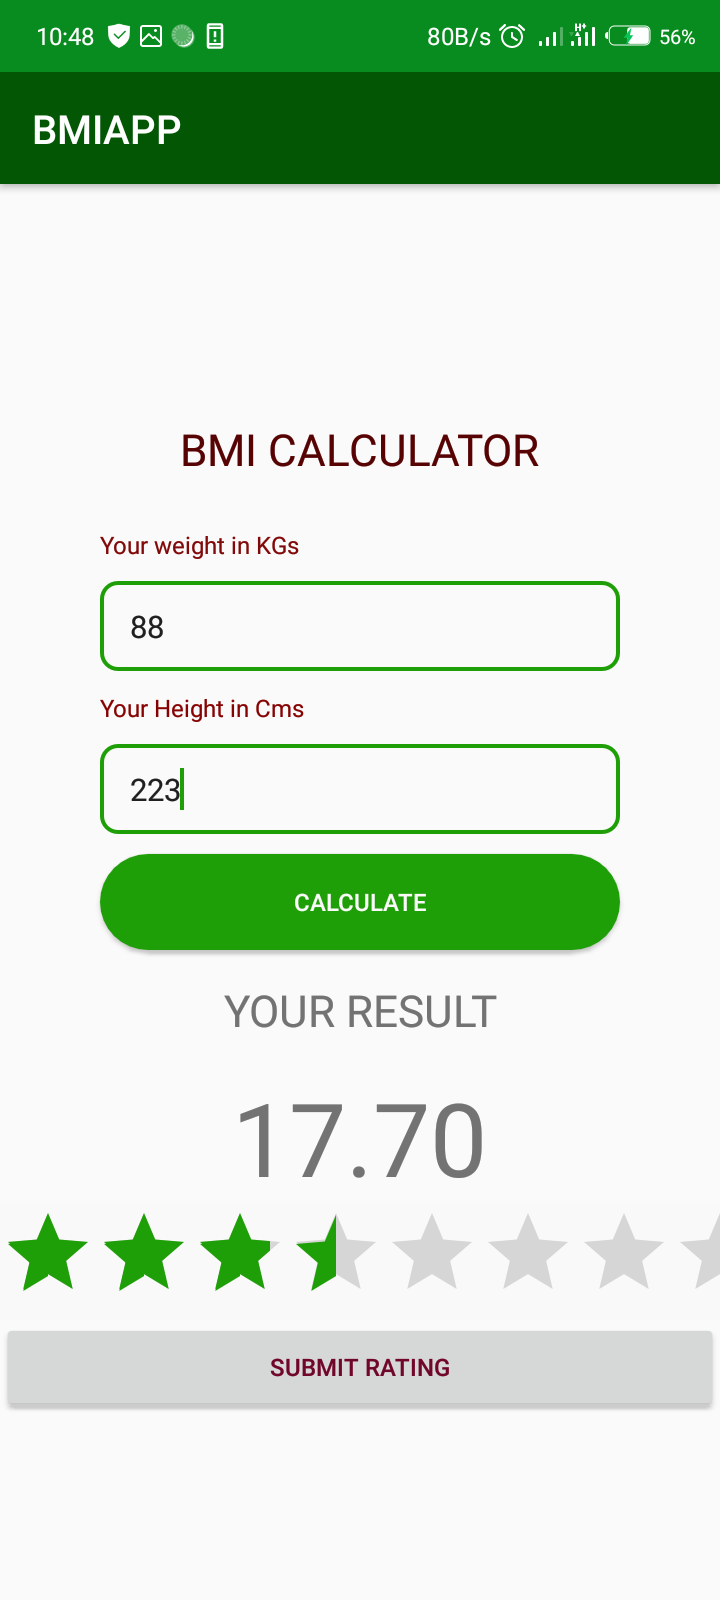 10:48 80B/s H+ 56%
BMIAPP
BMI CALCULATOR
Your weight in KGs
88
Your Height in Cms
223
CALCULATE
YOUR RESULT
17.70
SUBMIT RATING